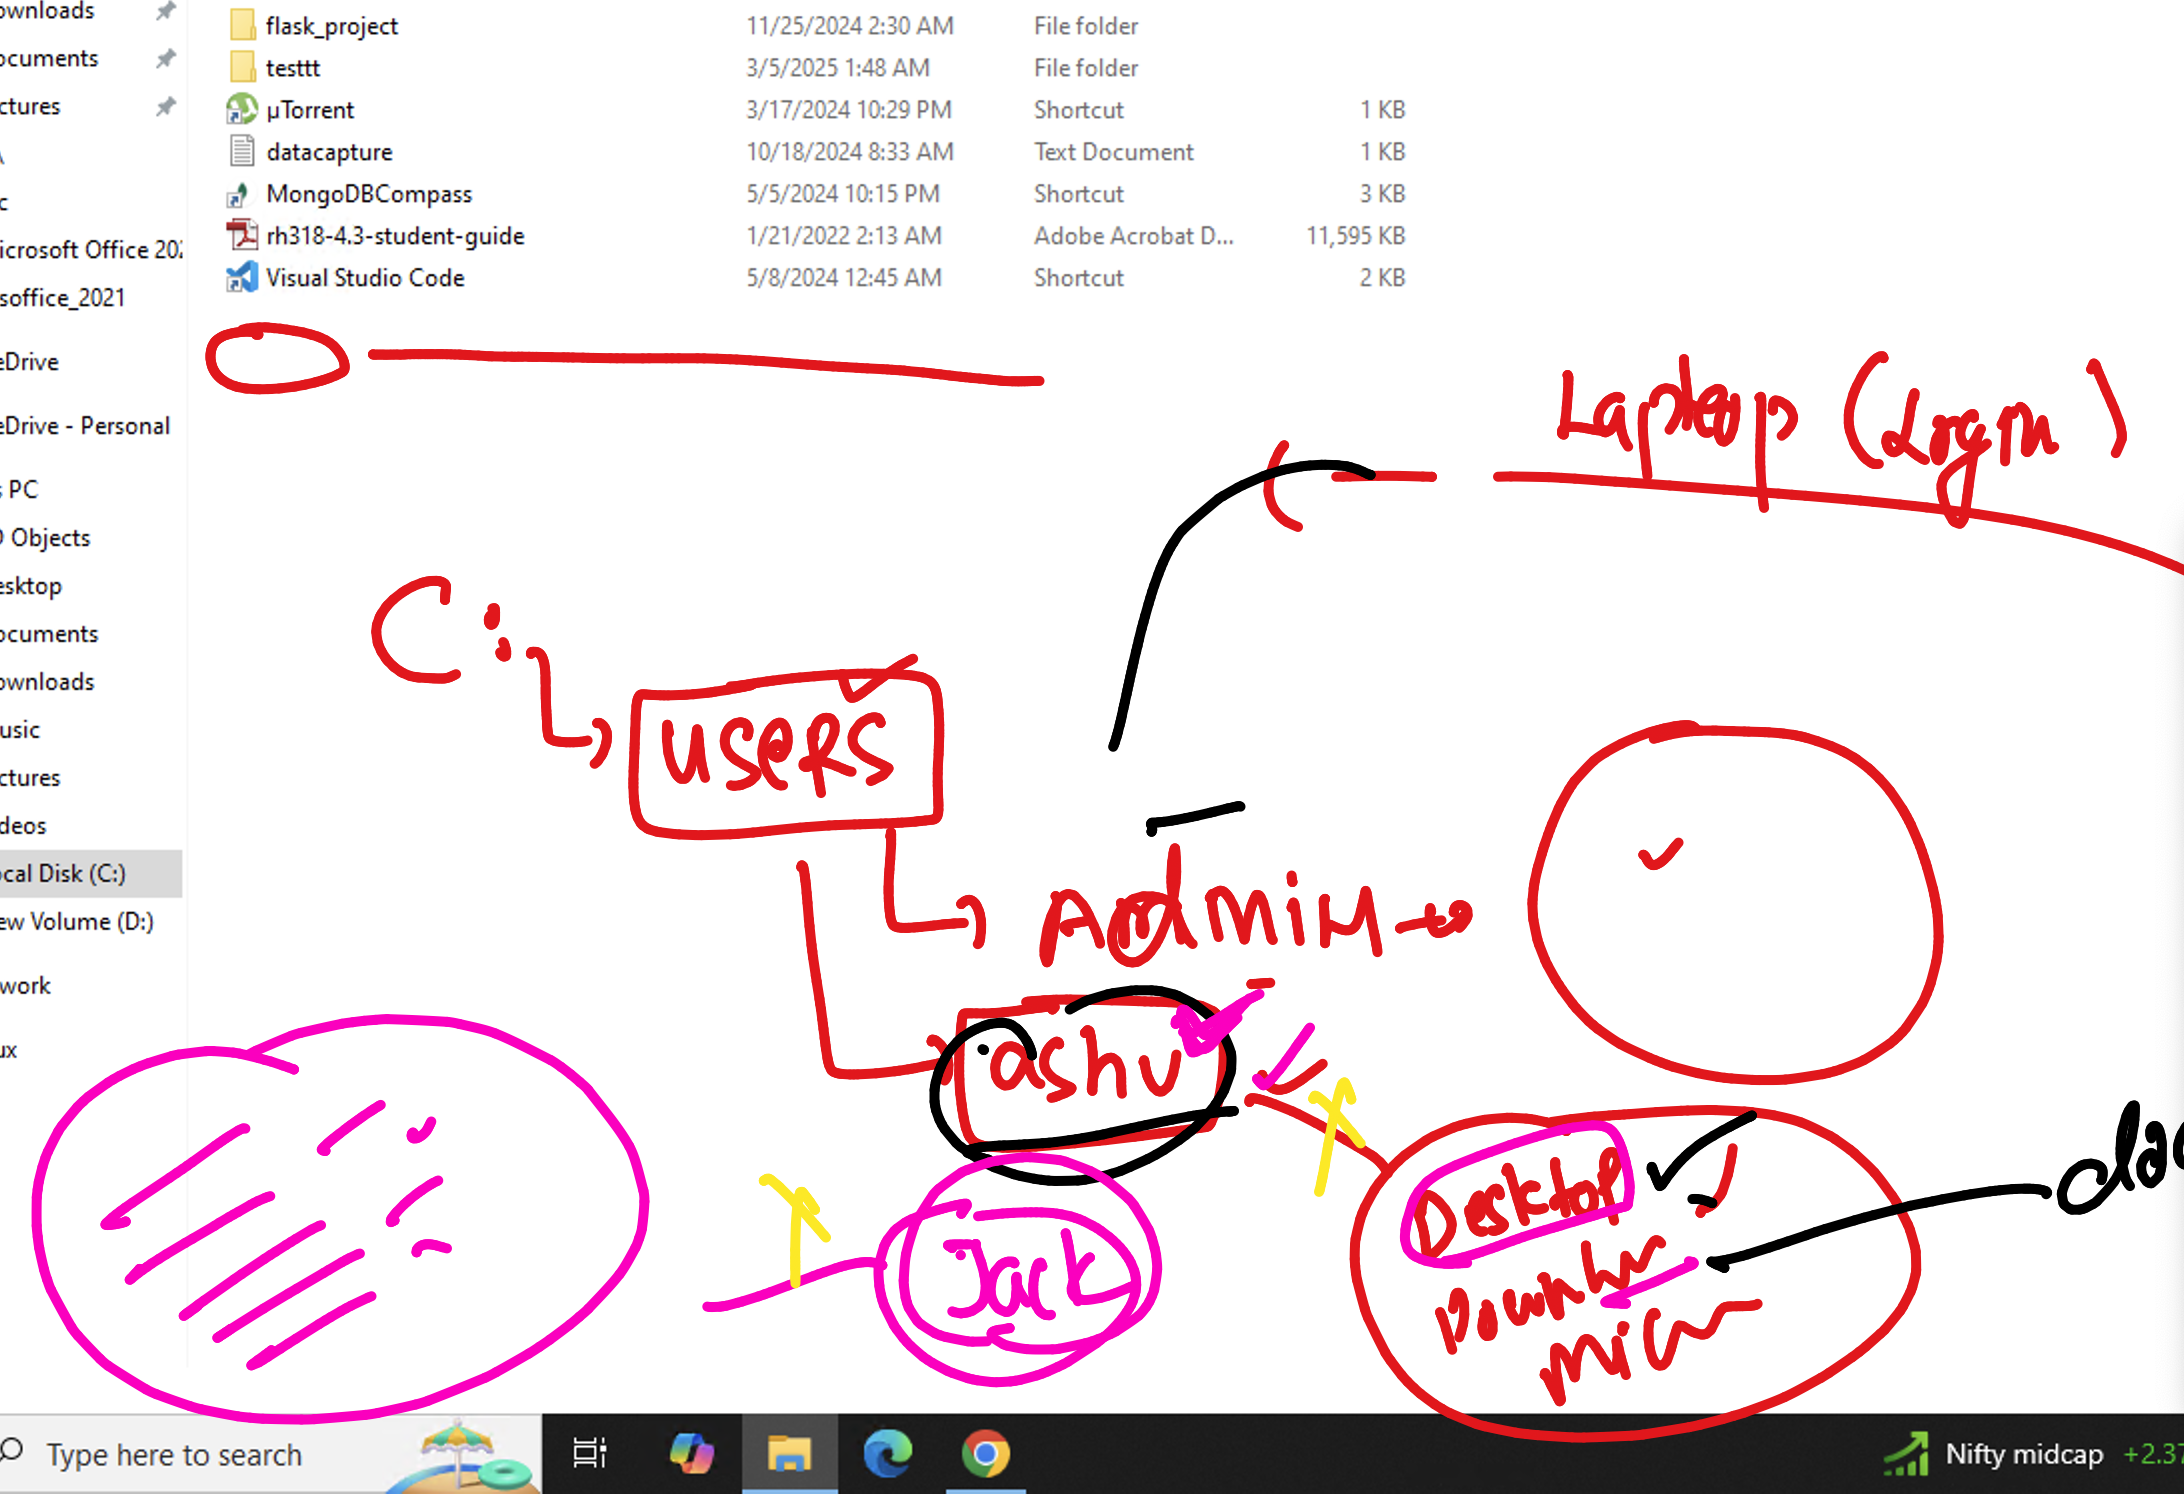 ownloads
flask_project 11/25/2024 2:30 AM File folder
ocuments
testtt 3/5/2025 1:48 AM File folder
ctures
µTorrent 3/17/2024 10:29 PM Shortcut 1 KB
datacapture 10/18/2024 8:33 AM Text Document 1 KB
c
MongoDBCompass 5/5/2024 10:15 PM Shortcut 3 KB
icrosoft Office 202
rh318-4.3-student-guide 1/21/2022 2:13 AM Adobe Acrobat D... 11,595 KB
soffice_2021
Visual Studio Code 5/8/2024 12:45 AM Shortcut 2 KB
eDrive
eDrive - Personal
s PC
Objects
esktop
ocuments
ownloads
usic
ctures
deos
ocal Disk (C:)
ew Volume (D:)
work
ux
Laptop (Login)
C:
users
Admin
ashu
Jack
Desktop
Type here to search
Nifty midcap +2.37